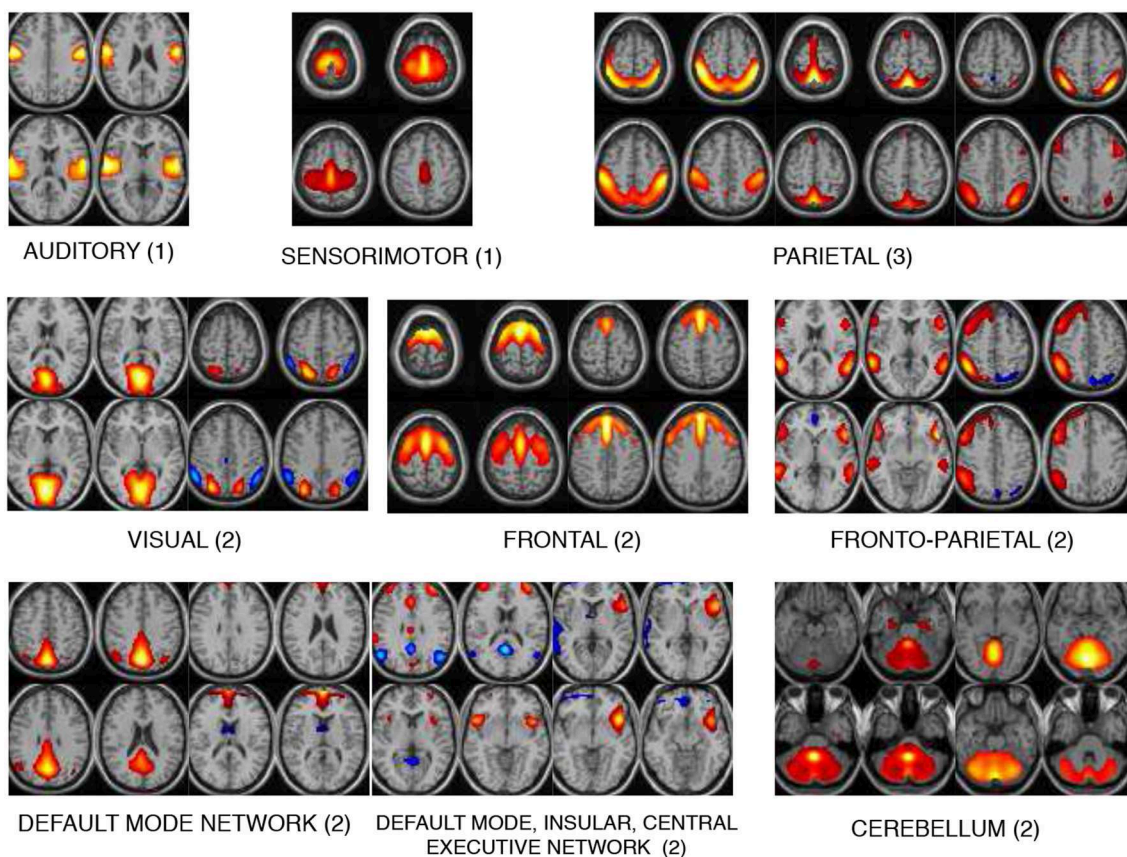 AUDITORY (1)
SENSORIMOTOR (1)
PARIETAL (3)
VISUAL (2)
FRONTAL (2)
FRONTO-PARIETAL (2)
DEFAULT MODE NETWORK (2)
DEFAULT MODE, INSULAR, CENTRAL
EXECUTIVE NETWORK (2)
CEREBELLUM (2)